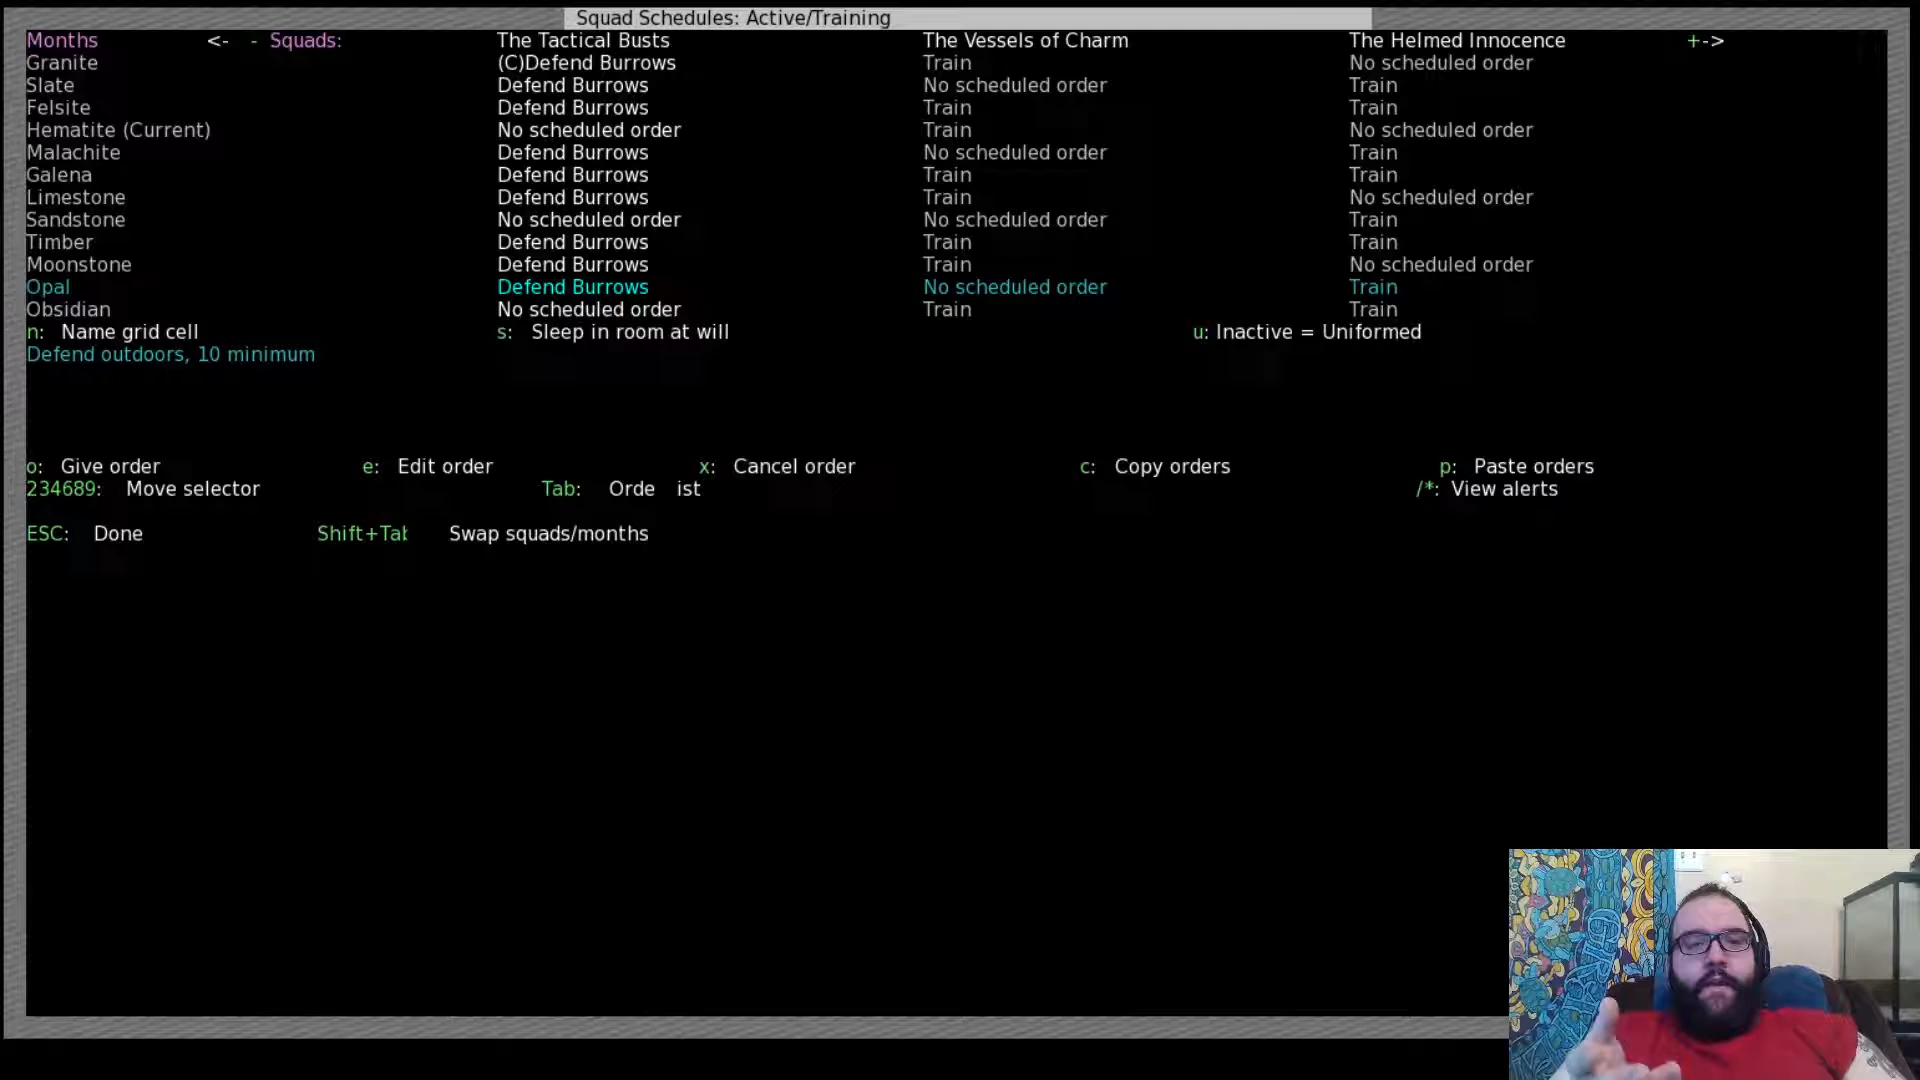 Squad Schedules: Active/Training
Months <- - Squads: The Tactical Busts The Vessels of Charm The Helmed Innocence +->
Granite (C)Defend Burrows Train No scheduled order
Slate Defend Burrows No scheduled order Train
Felsite Defend Burrows Train Train
Hematite (Current) No scheduled order Train No scheduled order
Malachite Defend Burrows No scheduled order Train
Galena Defend Burrows Train Train
Limestone Defend Burrows Train No scheduled order
Sandstone No scheduled order No scheduled order Train
Timber Defend Burrows Train Train
Moonstone Defend Burrows Train No scheduled order
Opal Defend Burrows No scheduled order Train
Obsidian No scheduled order Train Train
n: Name grid cell s: Sleep in room at will u: Inactive = Uniformed
Defend outdoors, 10 minimum
o: Give order e: Edit order x: Cancel order c: Copy orders p: Paste orders
234689: Move selector Tab: Orde ist /*: View alerts
ESC: Done Shift+Tab Swap squads/months